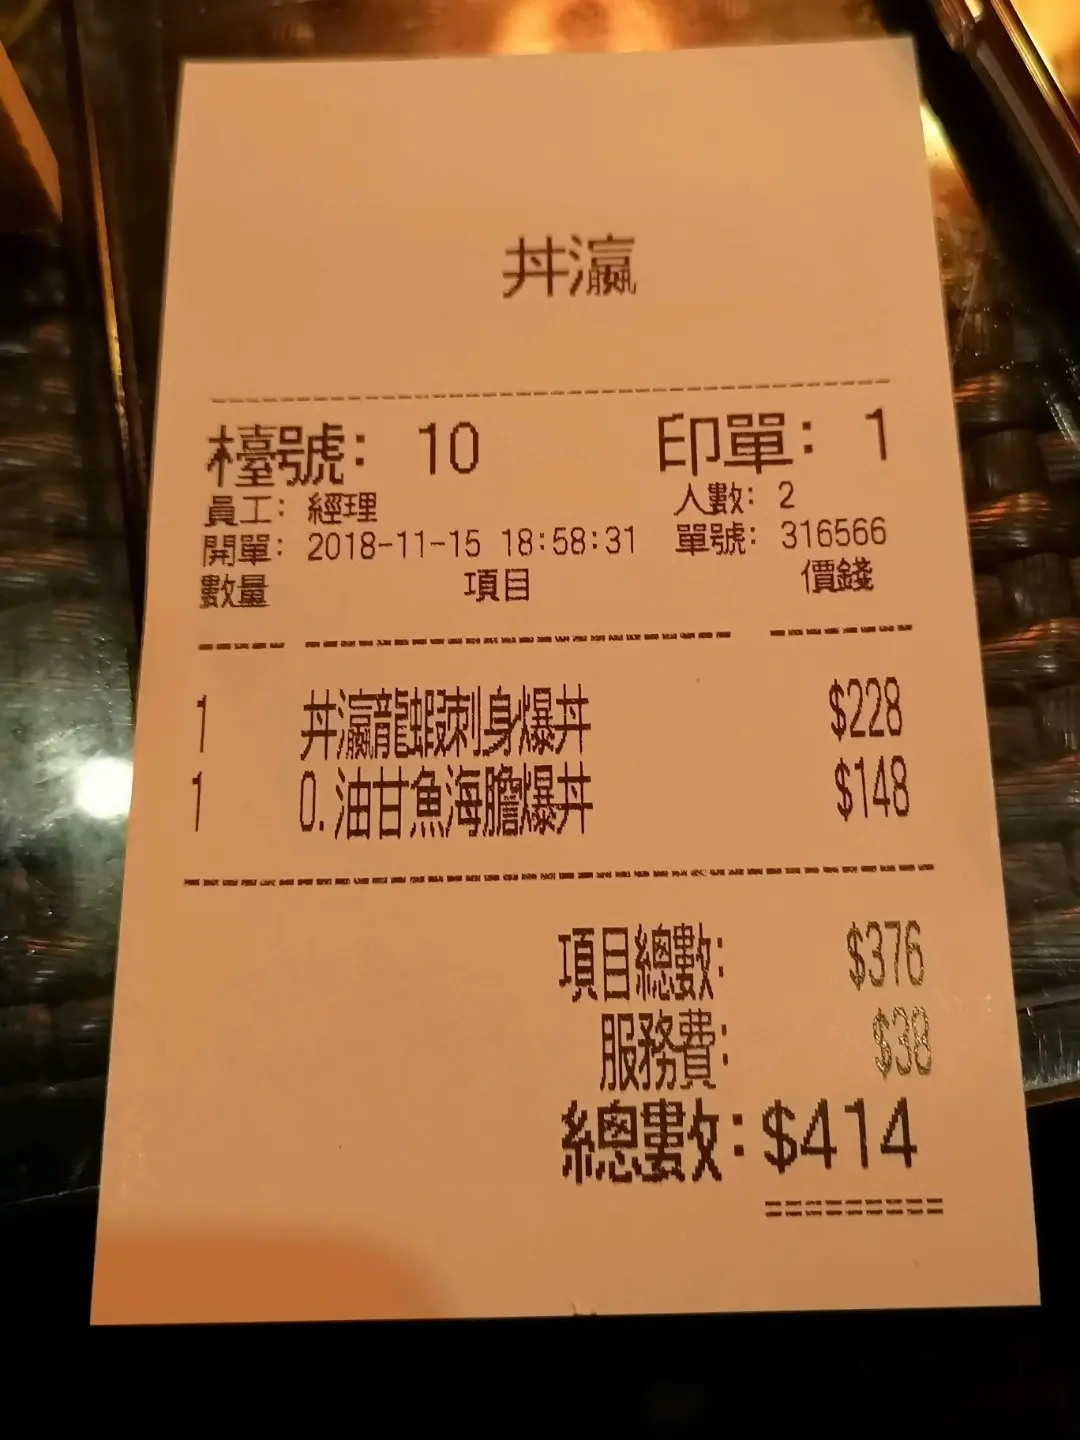 丼瀛
檯號: 10 印單: 1
員工: 經理 人數: 2
開單: 2018-11-15 18:58:31 單號: 316566
數量 項目 價錢
1 丼瀛龍蝦刺身爆丼 $228
1 O.油甘魚海膽爆丼 $148
項目總數: $376
服務費: $38
總數: $414